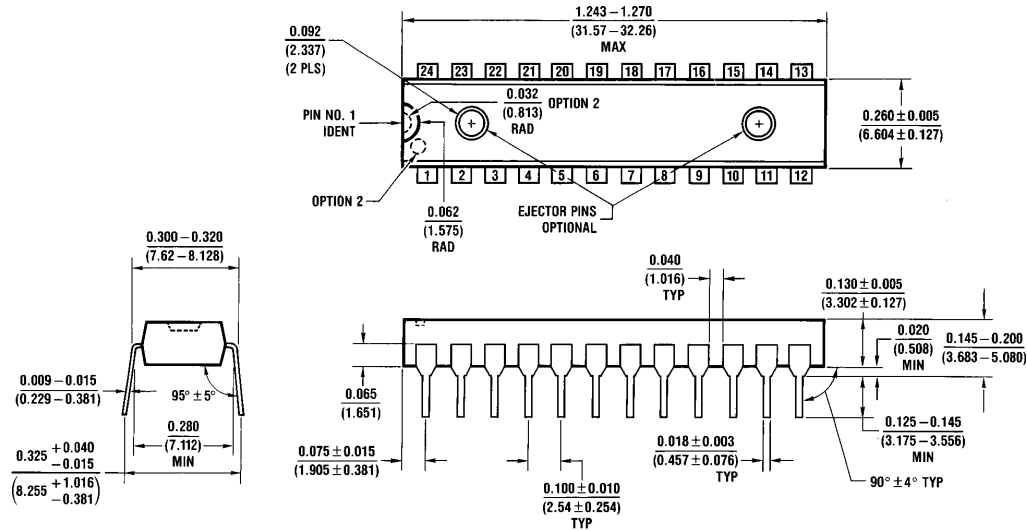 1.243 – 1.270
(31.57 – 32.26)
MAX
0.092
(2.337)
(2 PLS)
24 23 22 21 20 19 18 17 16 15 14 13
0.032
(0.813)
RAD
OPTION 2
PIN NO. 1
IDENT
0.260 ± 0.005
(6.604 ± 0.127)
1 2 3 4 5 6 7 8 9 10 11 12
OPTION 2
0.062
(1.575)
RAD
EJECTOR PINS
OPTIONAL
0.300 – 0.320
(7.62 – 8.128)
0.040
(1.016)
TYP
0.130 ± 0.005
(3.302 ± 0.127)
0.020
(0.508)
MIN
0.145 – 0.200
(3.683 – 5.080)
0.009 – 0.015
(0.229 – 0.381)
95° ± 5°
0.065
(1.651)
0.280
(7.112)
MIN
0.325 +0.040
–0.015
(8.255 +1.016
–0.381)
0.075 ± 0.015
(1.905 ± 0.381)
0.100 ± 0.010
(2.54 ± 0.254)
TYP
0.018 ± 0.003
(0.457 ± 0.076)
TYP
0.125 – 0.145
(3.175 – 3.556)
MIN
90° ± 4° TYP